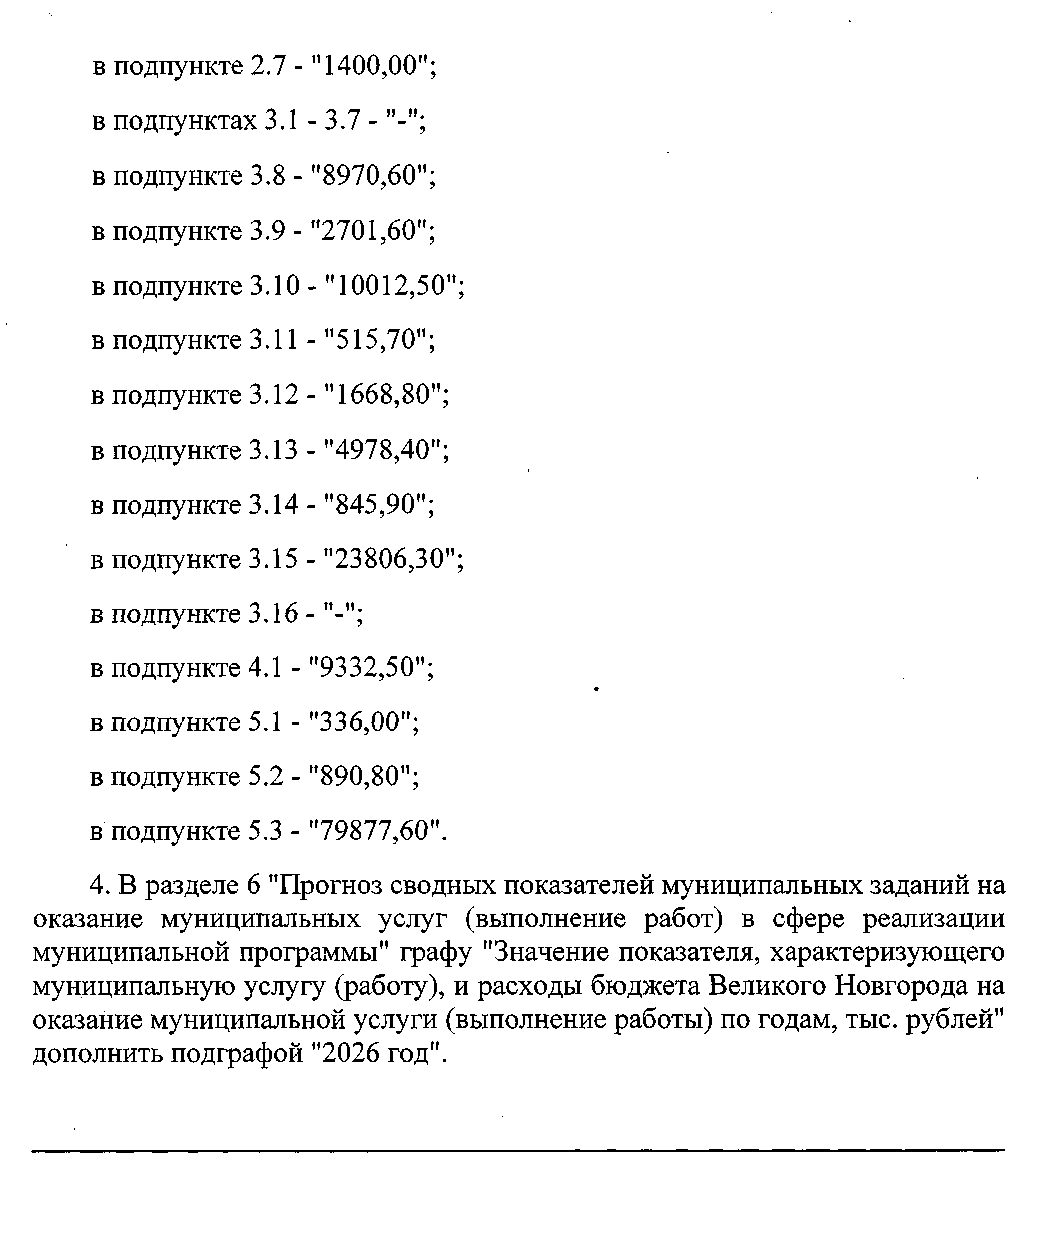 в подпункте 2.7 - "1400,00";
в подпунктах 3.1 - 3.7 - "-";
в подпункте 3.8 - "8970,60";
в подпункте 3.9 - "2701,60";
в подпункте 3.10 - "10012,50";
в подпункте 3.11 - "515,70";
в подпункте 3.12 - "1668,80";
в подпункте 3.13 - "4978,40";
в подпункте 3.14 - "845,90";
в подпункте 3.15 - "23806,30";
в подпункте 3.16 - "-";
в подпункте 4.1 - "9332,50";
в подпункте 5.1 - "336,00";
в подпункте 5.2 - "890,80";
в подпункте 5.3 - "79877,60".
4. В разделе 6 "Прогноз сводных показателей муниципальных заданий на
оказание муниципальных услуг (выполнение работ) в сфере реализации
муниципальной программы" графу "Значение показателя, характеризующего
муниципальную услугу (работу), и расходы бюджета Великого Новгорода на
оказание муниципальной услуги (выполнение работы) по годам, тыс. рублей"
дополнить подграфой "2026 год".